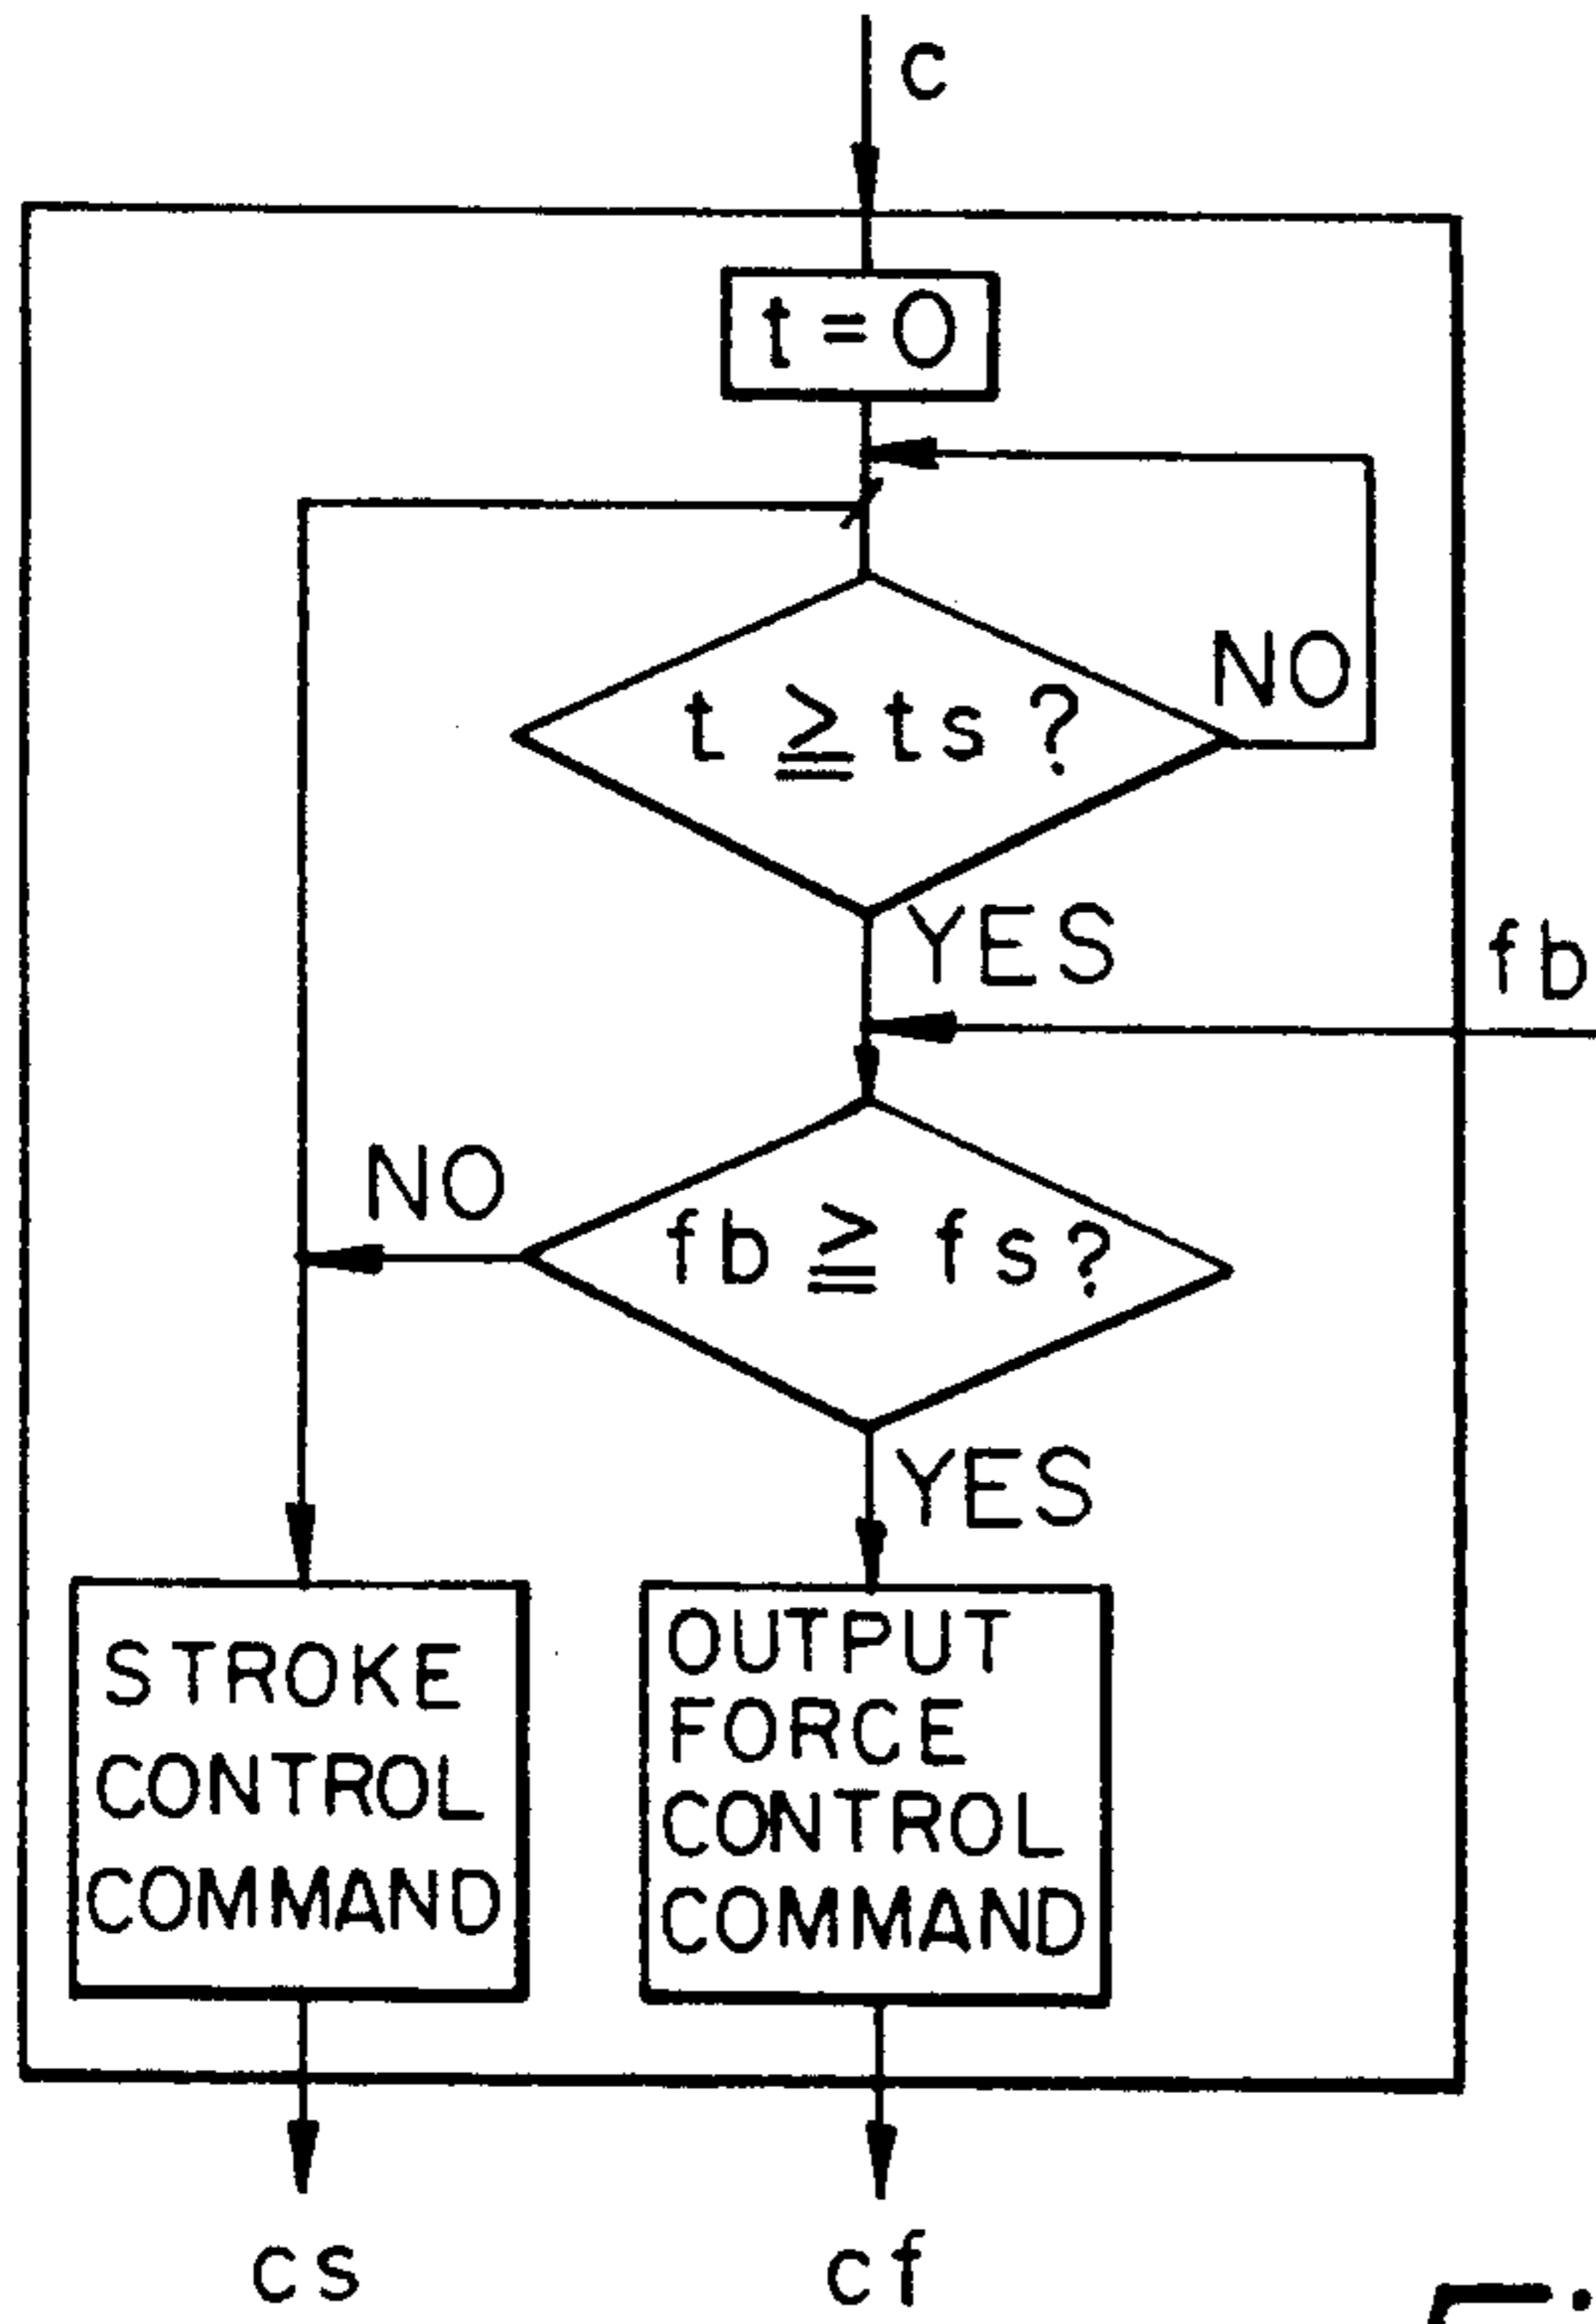 c
t=0
t ≧ ts?
NO
YES
fb
NO
fb ≧ fs?
YES
STROKE
CONTROL
COMMAND
OUTPUT
FORCE
CONTROL
COMMAND
cs
cf